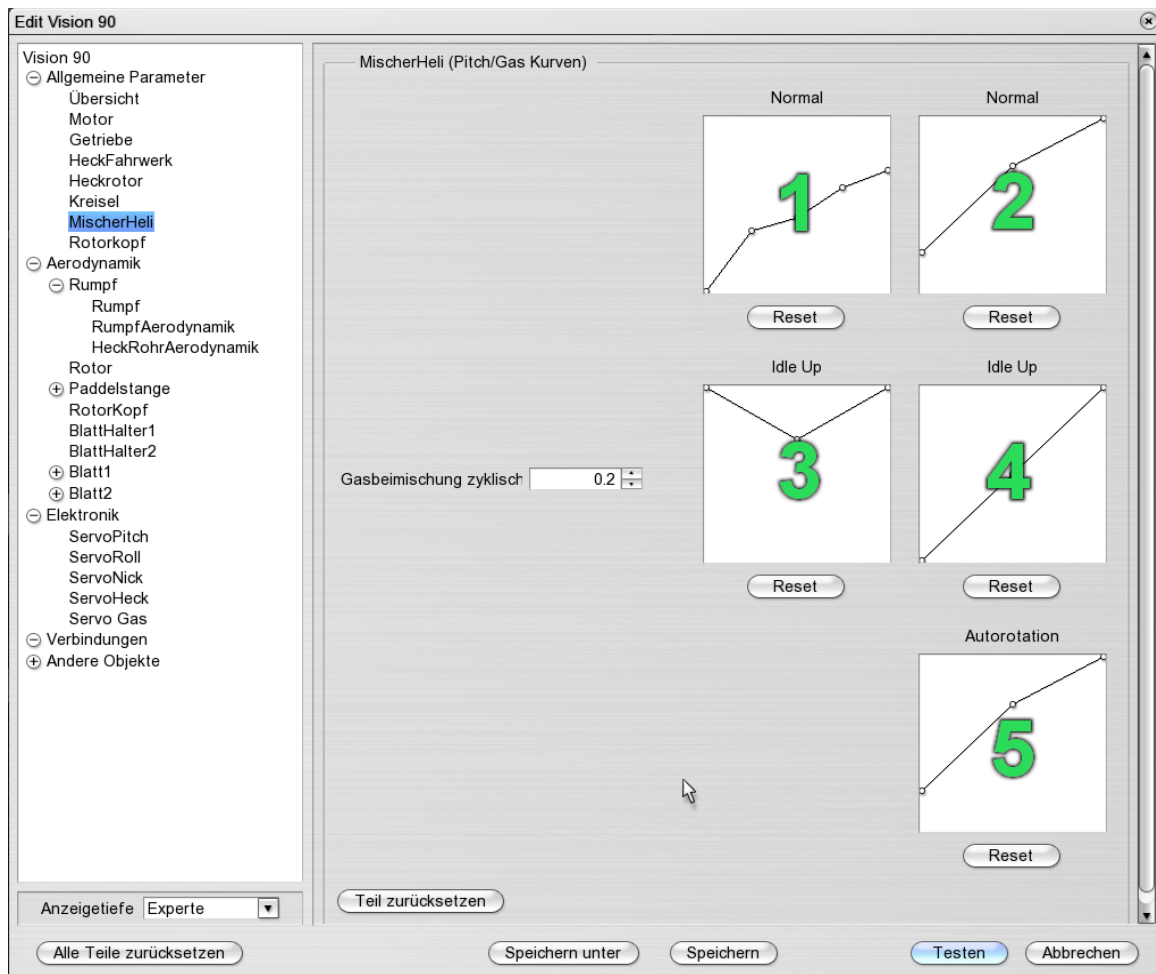 Edit Vision 90
Vision 90
Allgemeine Parameter
Übersicht
Motor
Getriebe
HeckFahrwerk
Heckrotor
Kreisel
MischerHeli
Rotorkopf
Aerodynamik
Rumpf
Rumpf
RumpfAerodynamik
HeckRohrAerodynamik
Rotor
Paddelstange
RotorKopf
BlattHalter1
BlattHalter2
Blatt1
Blatt2
Elektronik
ServoPitch
ServoRoll
ServoNick
ServoHeck
Servo Gas
Verbindungen
Andere Objekte
Anzeigetiefe Experte
MischerHeli (Pitch/Gas Kurven)
Normal
Normal
1
2
Reset
Reset
Idle Up
Idle Up
Gasbeimischung zyklisch 0.2
3
4
Reset
Reset
Autorotation
5
Reset
Teil zurücksetzen
Alle Teile zurücksetzen
Speichern unter
Speichern
Testen
Abbrechen